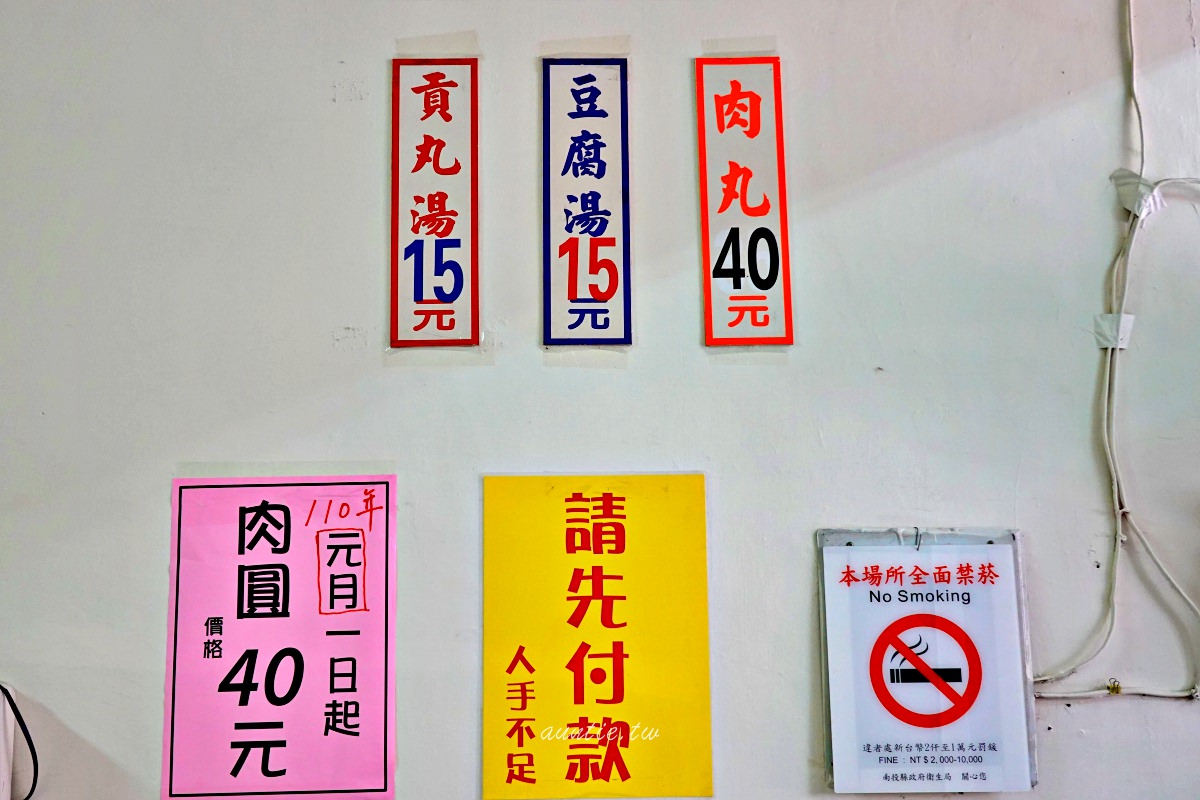 貢丸湯
15
元
豆腐湯
15
元
肉丸
40
元
110年
元月一日起
肉圓
40元
價格
請先付款
人手不足
auntie.tw
本場所全面禁菸
No Smoking
違者處新台幣2仟至1萬元罰鍰
FINE : NT$2,000-10,000
南投縣政府衛生局 關心您